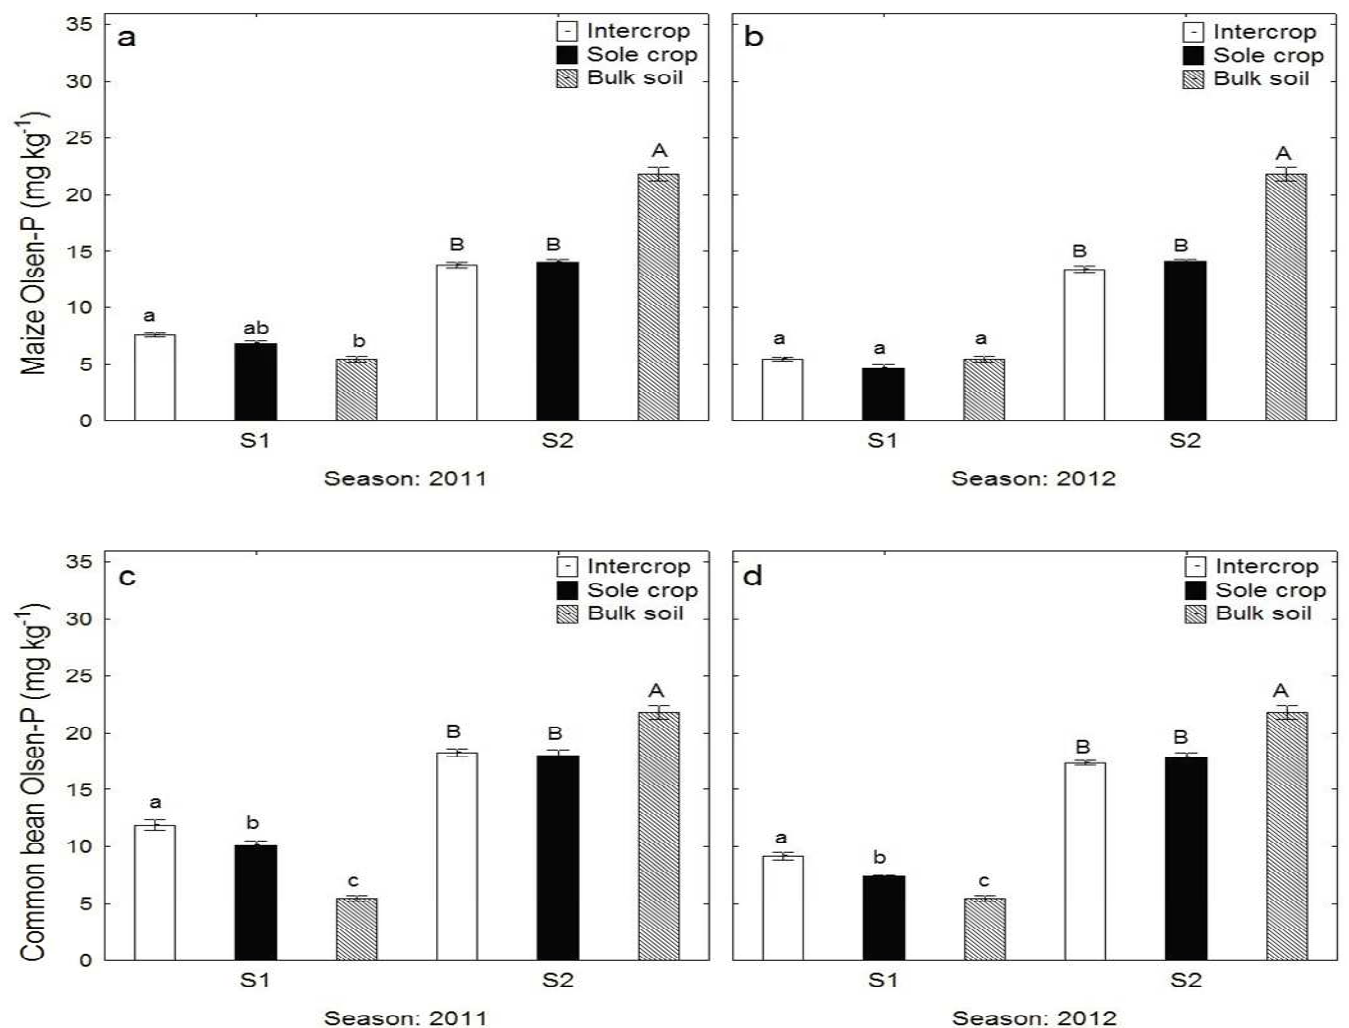 a
Intercrop
Sole crop
Bulk soil
Maize Olsen-P (mg kg-1)
35
30
25
20
15
10
5
0
a
ab
b
B
B
A
S1
S2
Season: 2011
b
Intercrop
Sole crop
Bulk soil
a
a
a
B
B
A
S1
S2
Season: 2012
c
Intercrop
Sole crop
Bulk soil
Common bean Olsen-P (mg kg-1)
35
30
25
20
15
10
5
0
a
b
c
B
B
A
S1
S2
Season: 2011
d
Intercrop
Sole crop
Bulk soil
a
b
c
B
B
A
S1
S2
Season: 2012